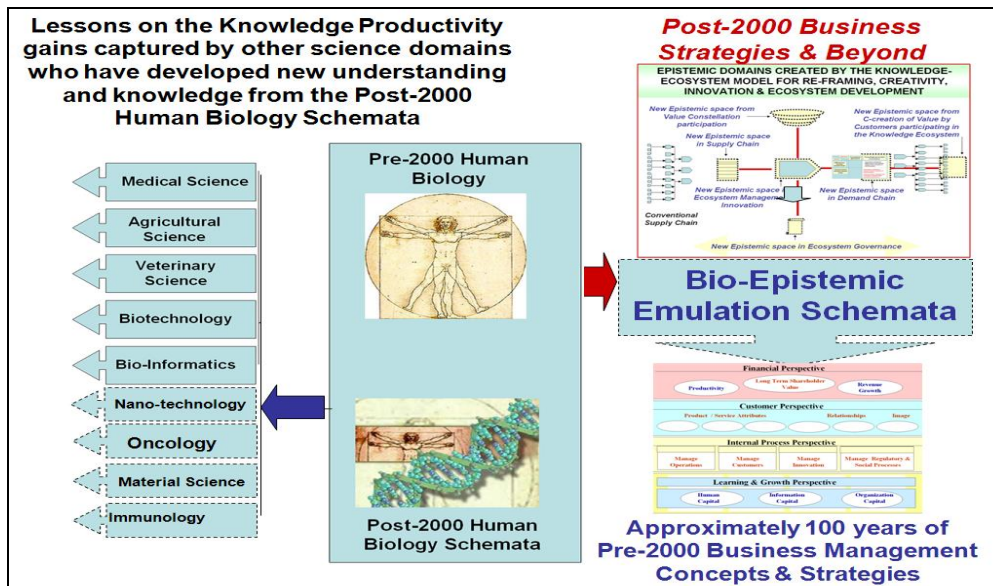 Lessons on the Knowledge Productivity
gains captured by other science domains
who have developed new understanding
and knowledge from the Post-2000
Human Biology Schemata
Medical Science
Agricultural
Science
Veterinary
Science
Biotechnology
Bio-Informatics
Nano-technology
Oncology
Material Science
Immunology
Pre-2000 Human
Biology
Post-2000 Human
Biology Schemata
Post-2000 Business
Strategies & Beyond
EPISTEMIC DOMAINS CREATED BY THE KNOWLEDGE-
ECOSYSTEM MODEL FOR RE-FRAMING, CREATIVITY,
INNOVATION & ECOSYSTEM DEVELOPMENT
New Epistemic space from
Value Constellation
participation
New Epistemic space from
C-creation of Value by
Customers participating in
the Knowledge Ecosystem
New Epistemic space
in Supply Chain
New Epistemic space
Ecosystem Manageme
Innovation
New Epistemic space
in Demand Chain
Conventional
Supply Chain
New Epistemic space in Ecosystem Governance
Bio-Epistemic
Emulation Schemata
Financial Perspective
Productivity
Long Term Shareholder
Value
Revenue
Growth
Customer Perspective
Product / Service Attributes
Relationships
Image
Internal Process Perspective
Manage
Operations
Manage
Customers
Manage
Innovation
Manage Regulatory &
Social Processes
Learning & Growth Perspective
Human
Capital
Information
Capital
Organization
Capital
Approximately 100 years of
Pre-2000 Business Management
Concepts & Strategies